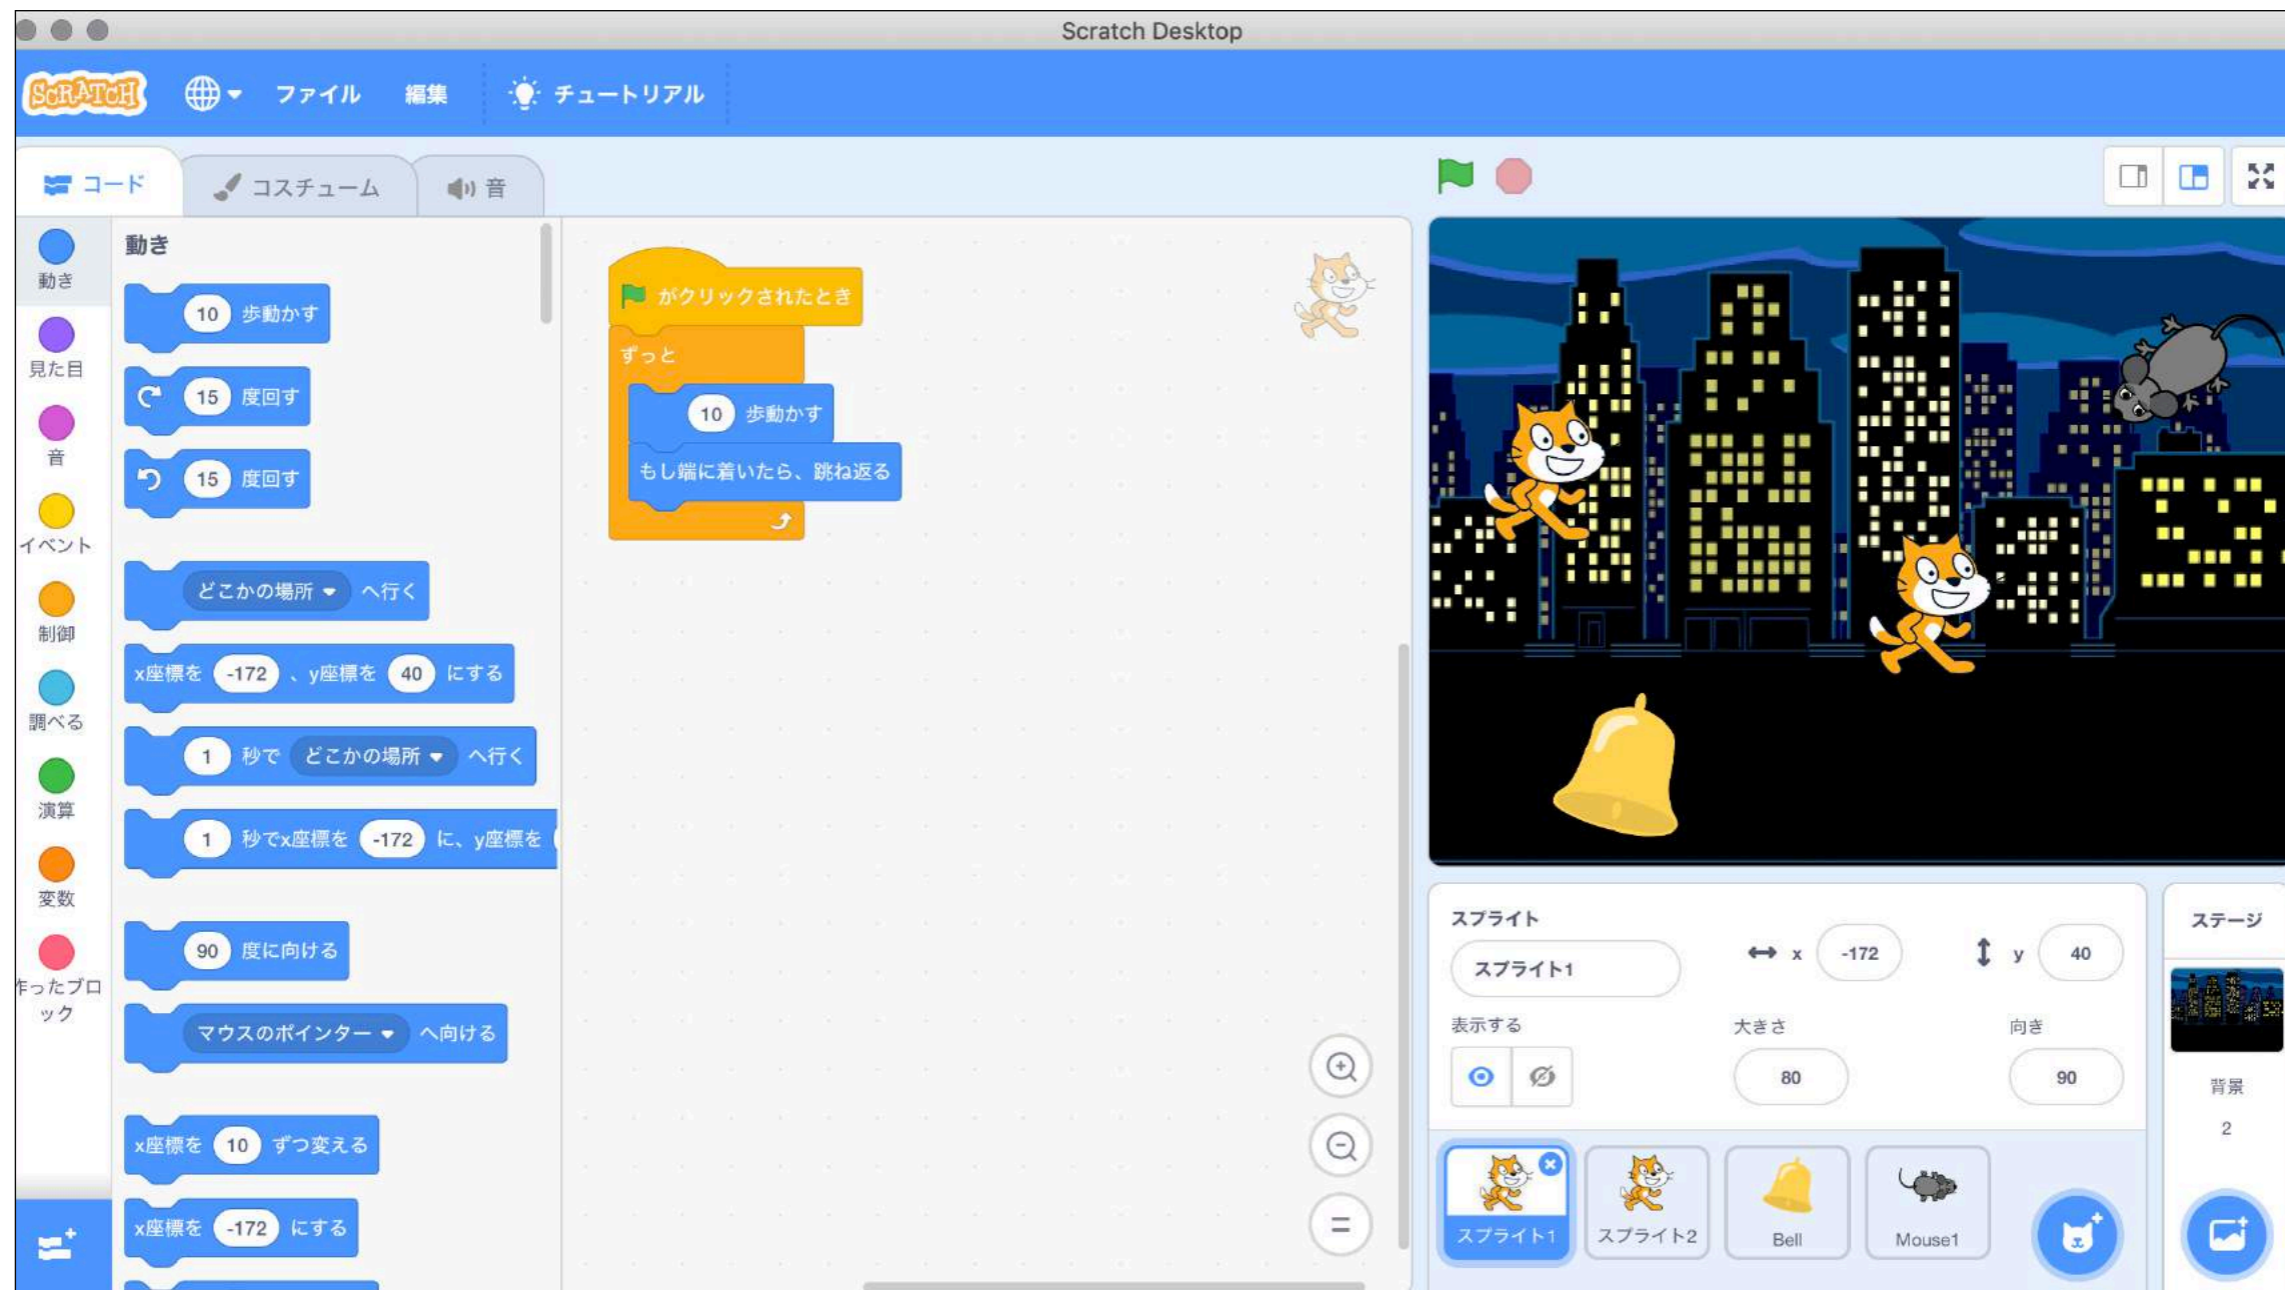 Scratch Desktop
SCRATCH ファイル 編集 チュートリアル
コード コスチューム 音
動き
見た目
音
イベント
制御
調べる
演算
変数
作ったブロ
ック
動き
10 歩動かす
15 度回す
15 度回す
どこかの場所 へ行く
x座標を -172 、y座標を 40 にする
1 秒で どこかの場所 へ行く
1 秒でx座標を -172 に、y座標を
90 度に向ける
マウスのポインター へ向ける
x座標を 10 ずつ変える
x座標を -172 にする
がクリックされたとき
ずっと
10 歩動かす
もし端に着いたら、跳ね返る
スプライト
スプライト1 x -172 y 40
表示する 大きさ 向き
80 90
スプライト1 スプライト2 Bell Mouse1
ステージ
背景
2